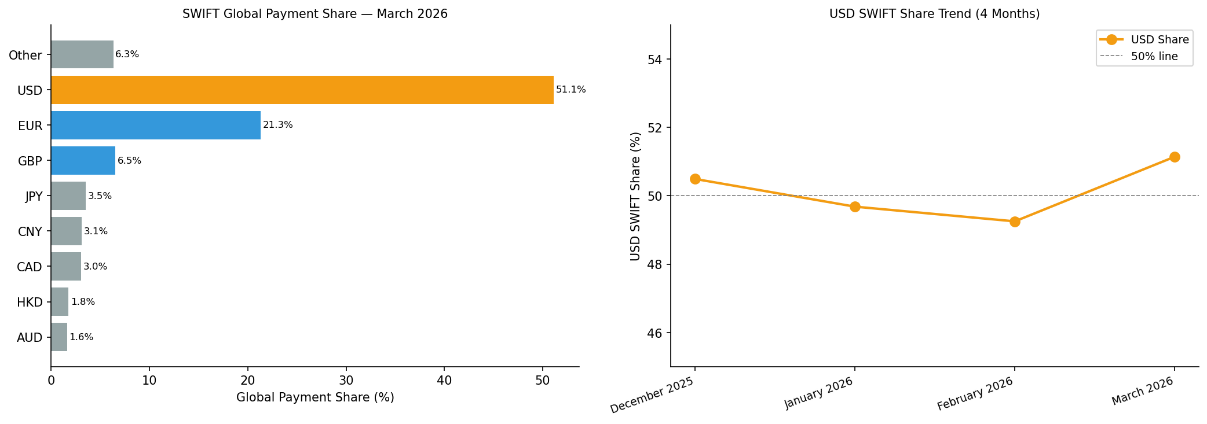 SWIFT Global Payment Share — March 2026
Other
6.3%
USD
51.1%
EUR
21.3%
GBP
6.5%
JPY
3.5%
CNY
3.1%
CAD
3.0%
HKD
1.8%
AUD
1.6%
0 10 20 30 40 50
Global Payment Share (%)
USD SWIFT Share Trend (4 Months)
USD Share
50% line
USD SWIFT Share (%)
54
52
50
48
46
December 2025
January 2026
February 2026
March 2026